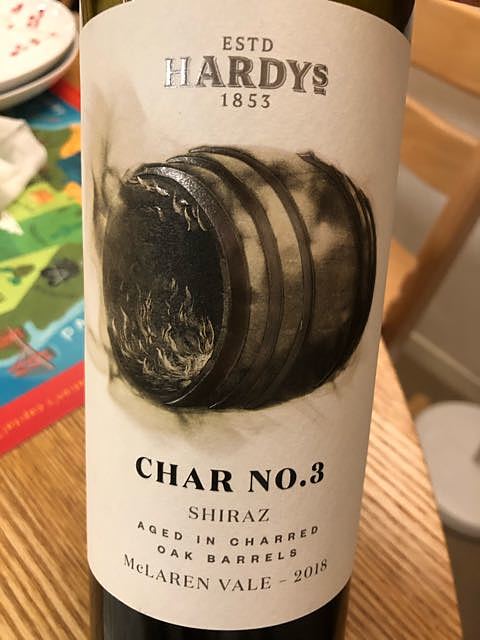 ESTD
HARDYS
1853
CHAR NO.3
SHIRAZ
AGED IN CHARRED
OAK BARRELS
McLAREN VALE - 2018